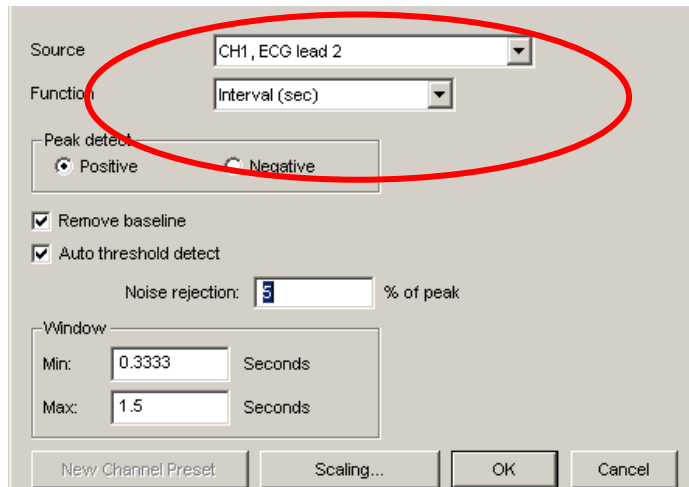 Source CH1, ECG lead 2
Function Interval (sec)
Peak detect
Positive Negative
Remove baseline
Auto threshold detect
Noise rejection: 5 % of peak
Window
Min: 0.3333 Seconds
Max: 1.5 Seconds
New Channel Preset Scaling... OK Cancel